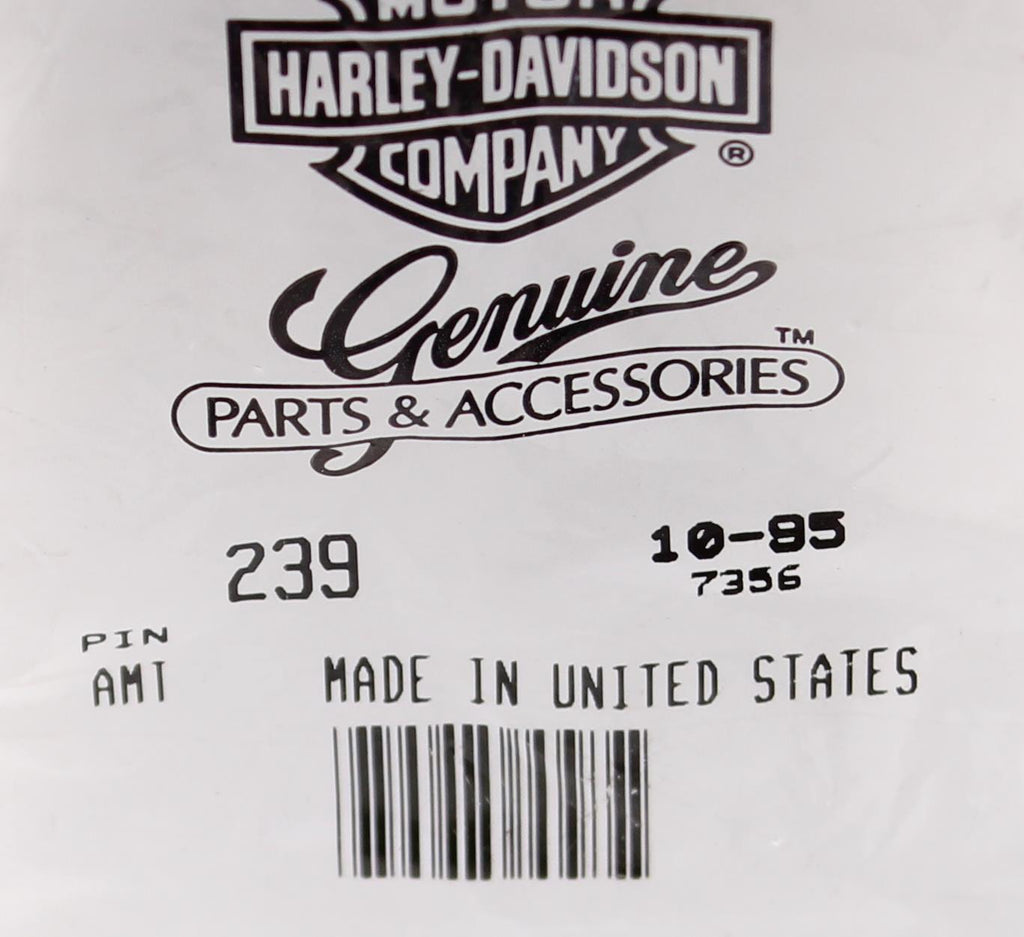 MOTOR
HARLEY-DAVIDSON
COMPANY
®
Genuine
TM
PARTS & ACCESSORIES
239
10-95
7356
PIN
AMT
MADE IN UNITED STATES